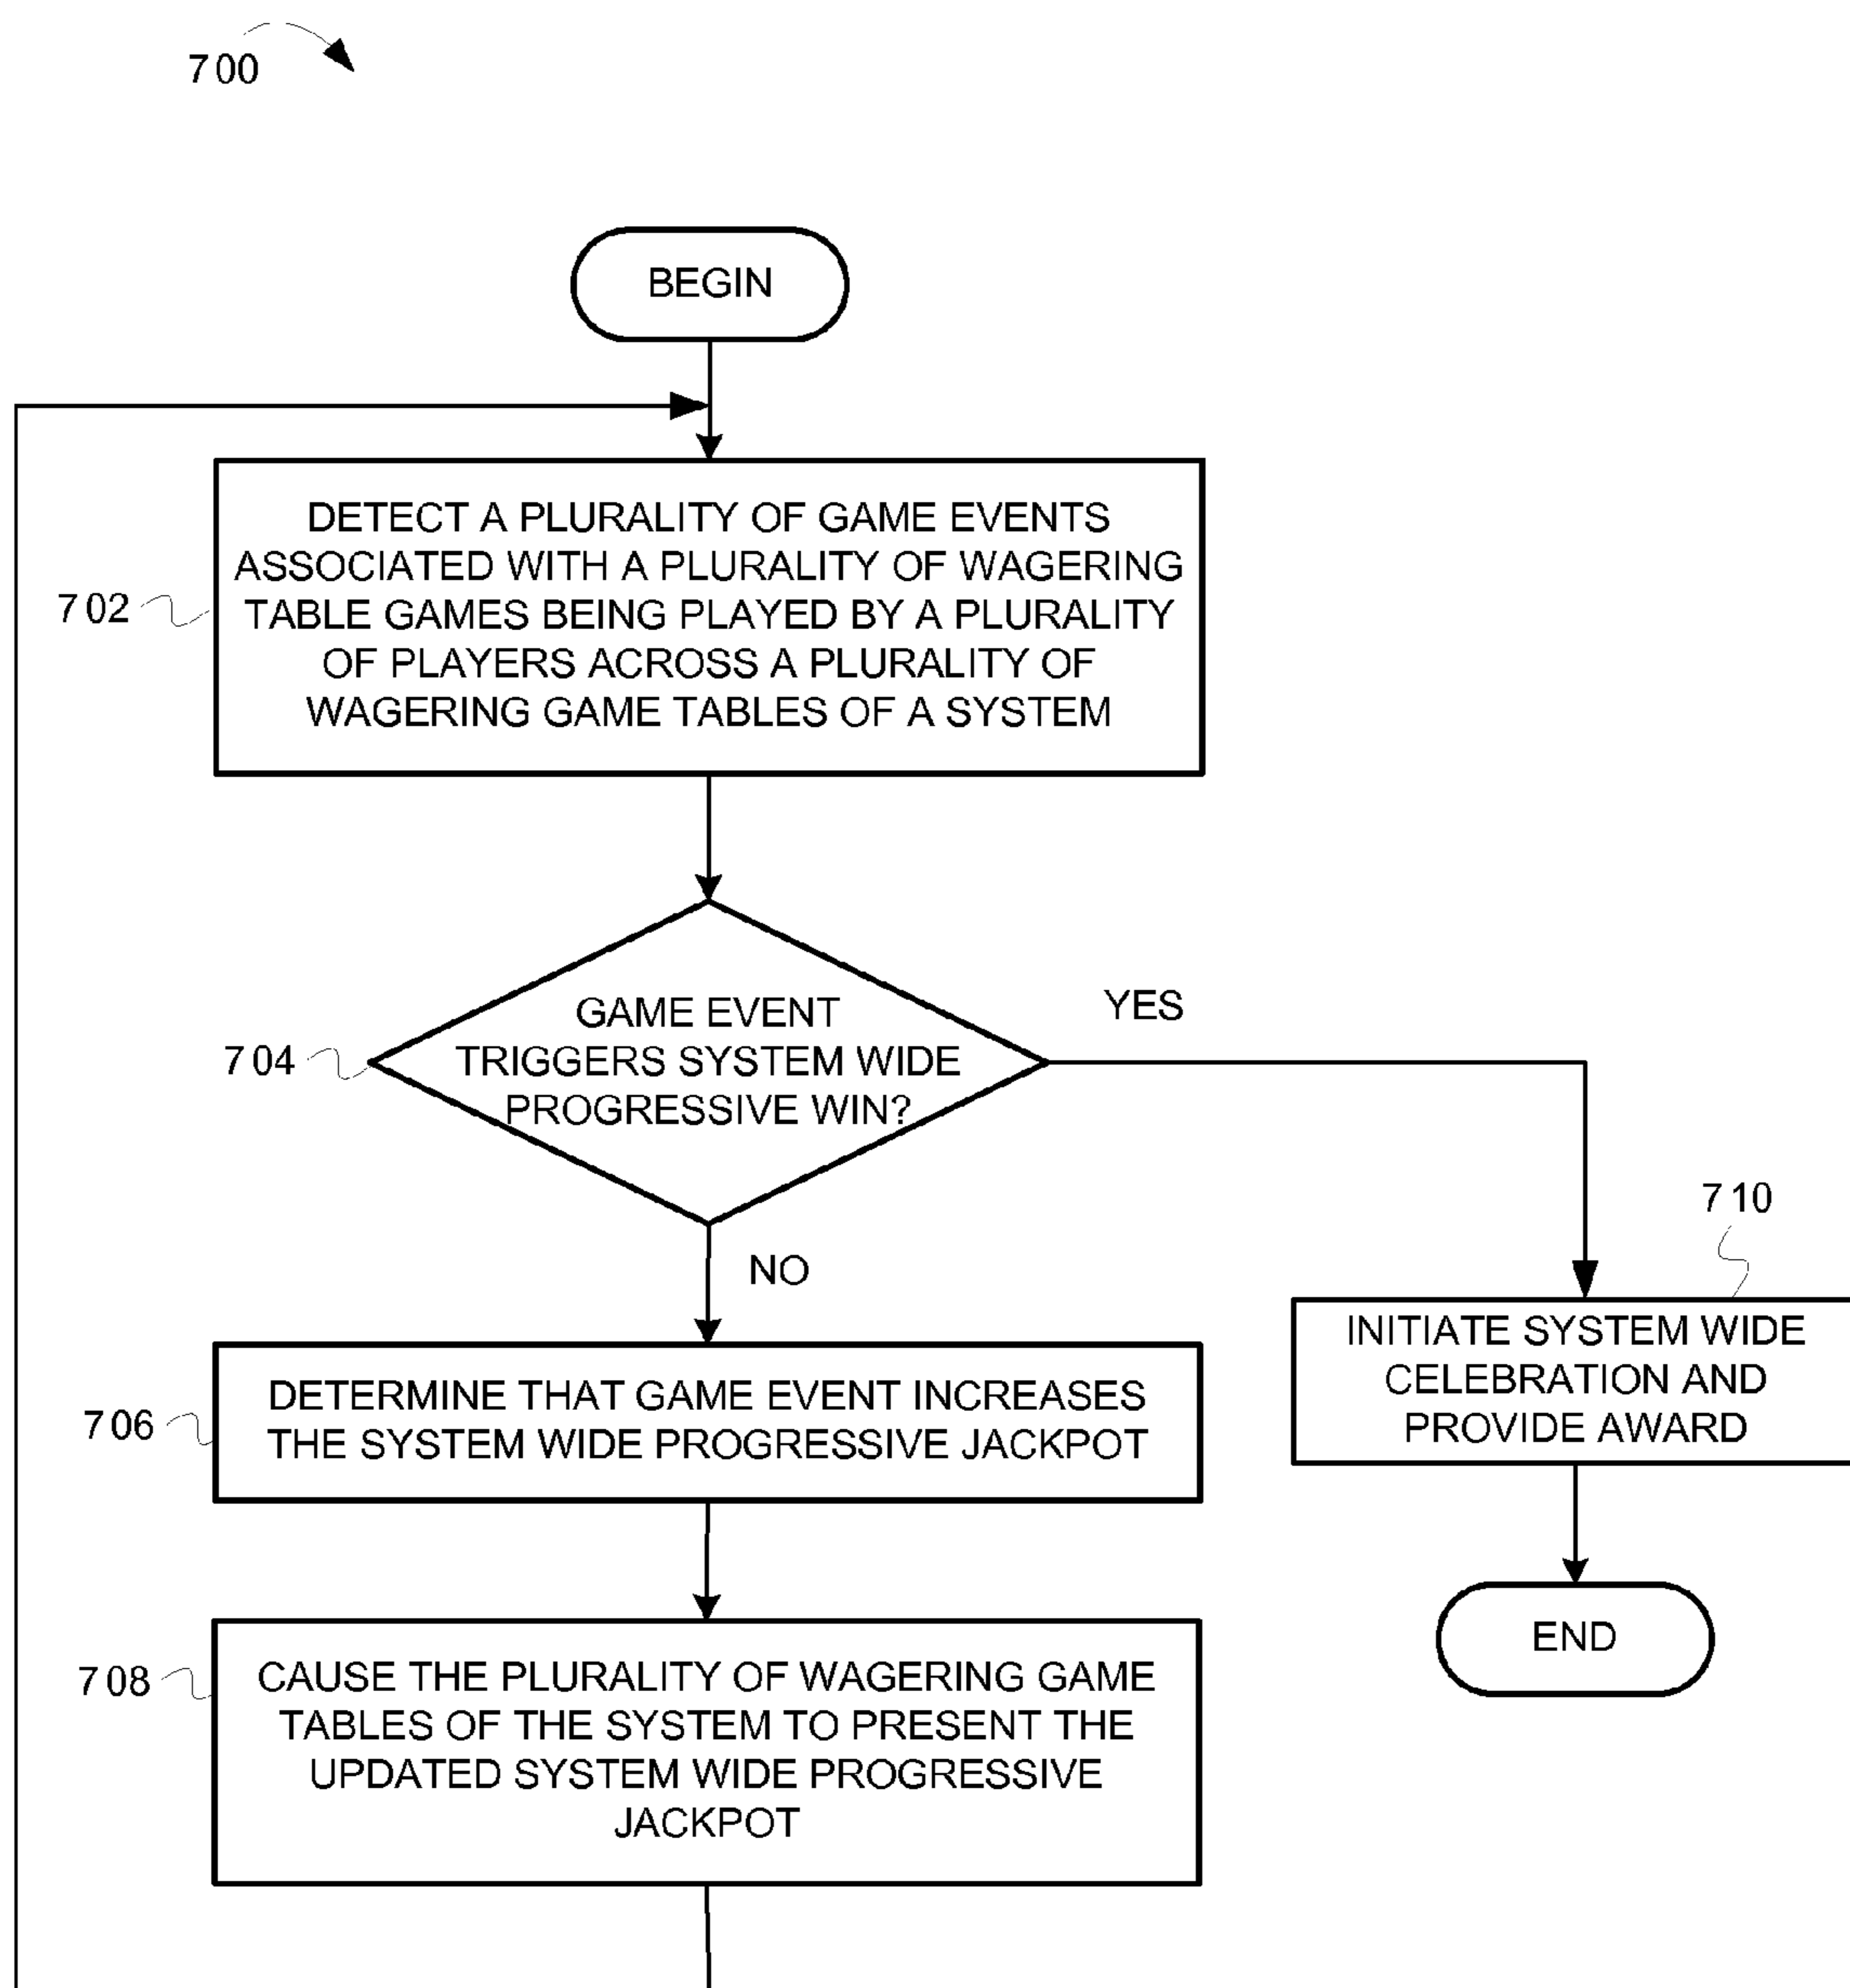 700
BEGIN
702
DETECT A PLURALITY OF GAME EVENTS
ASSOCIATED WITH A PLURALITY OF WAGERING
TABLE GAMES BEING PLAYED BY A PLURALITY
OF PLAYERS ACROSS A PLURALITY OF
WAGERING GAME TABLES OF A SYSTEM
704
GAME EVENT
TRIGGERS SYSTEM WIDE
PROGRESSIVE WIN?
YES
NO
706
DETERMINE THAT GAME EVENT INCREASES
THE SYSTEM WIDE PROGRESSIVE JACKPOT
710
INITIATE SYSTEM WIDE
CELEBRATION AND
PROVIDE AWARD
708
CAUSE THE PLURALITY OF WAGERING GAME
TABLES OF THE SYSTEM TO PRESENT THE
UPDATED SYSTEM WIDE PROGRESSIVE
JACKPOT
END